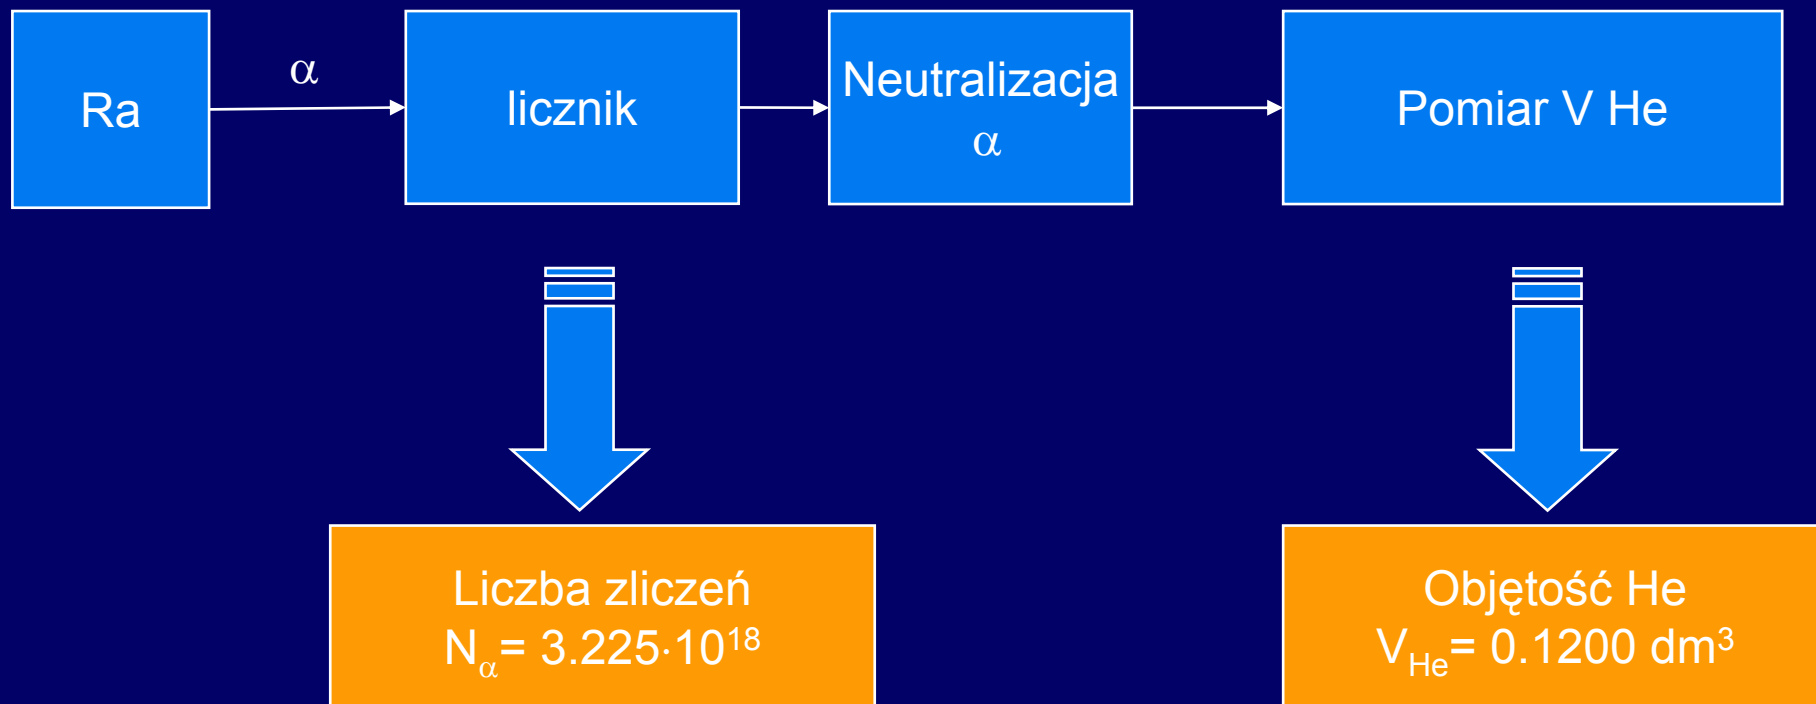 Ra
α
licznik
Neutralizacja
α
Pomiar V He
Liczba zliczeń
Nα= 3.225·10¹⁸
Objętość He
VHe= 0.1200 dm³